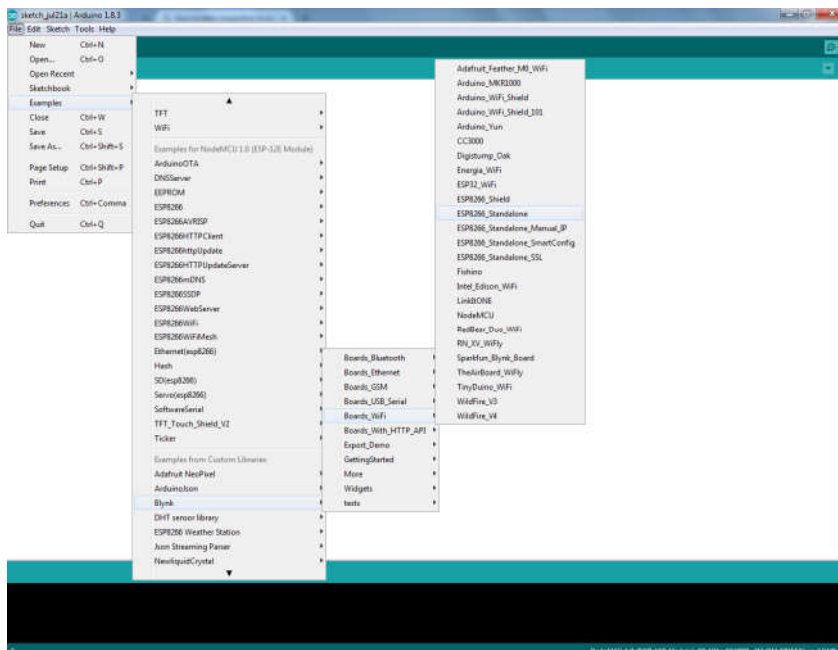 sketch_jul21a | Arduino 1.8.3
File Edit Sketch Tools Help
New Ctrl+N
Open... Ctrl+O
Open Recent
Sketchbook
Examples
Close Ctrl+W
Save Ctrl+S
Save As... Ctrl+Shift+S
Page Setup Ctrl+Shift+P
Print Ctrl+P
Preferences Ctrl+Comma
Quit Ctrl+Q
TFT
WiFi
Examples for NodeMCU 1.0 (ESP-12E Module)
ArduinoOTA
DNSServer
EEPROM
ESP8266
ESP8266AVRISP
ESP8266HTTPClient
ESP8266httpUpdate
ESP8266HTTPUpdateServer
ESP8266mDNS
ESP8266SSDP
ESP8266WebServer
ESP8266WiFi
ESP8266WiFiMesh
Ethernet(esp8266)
Hash
SD(esp8266)
Servo(esp8266)
SoftwareSerial
TFT_Touch_Shield_V2
Ticker
Examples from Custom Libraries
Adafruit NeoPixel
ArduinoJson
Blynk
DHT sensor library
ESP8266 Weather Station
Json Streaming Parser
NewliquidCrystal
Boards_Bluetooth
Boards_Ethernet
Boards_GSM
Boards_USB_Serial
Boards_WiFi
Boards_With_HTTP_API
Export_Demo
GettingStarted
More
Widgets
tests
Adafruit_Feather_M0_WiFi
Arduino_MKR1000
Arduino_WiFi_Shield
Arduino_WiFi_Shield_101
Arduino_Yun
CC3000
Digistump_Oak
Energia_WiFi
ESP32_WiFi
ESP8266_Shield
ESP8266_Standalone
ESP8266_Standalone_Manual_IP
ESP8266_Standalone_SmartConfig
ESP8266_Standalone_SSL
Fishino
Intel_Edison_WiFi
LinkItONE
NodeMCU
RedBear_Duo_WiFi
RN_XV_WiFly
Sparkfun_Blynk_Board
TheAirBoard_WiFly
TinyDuino_WiFi
WildFire_V3
WildFire_V4